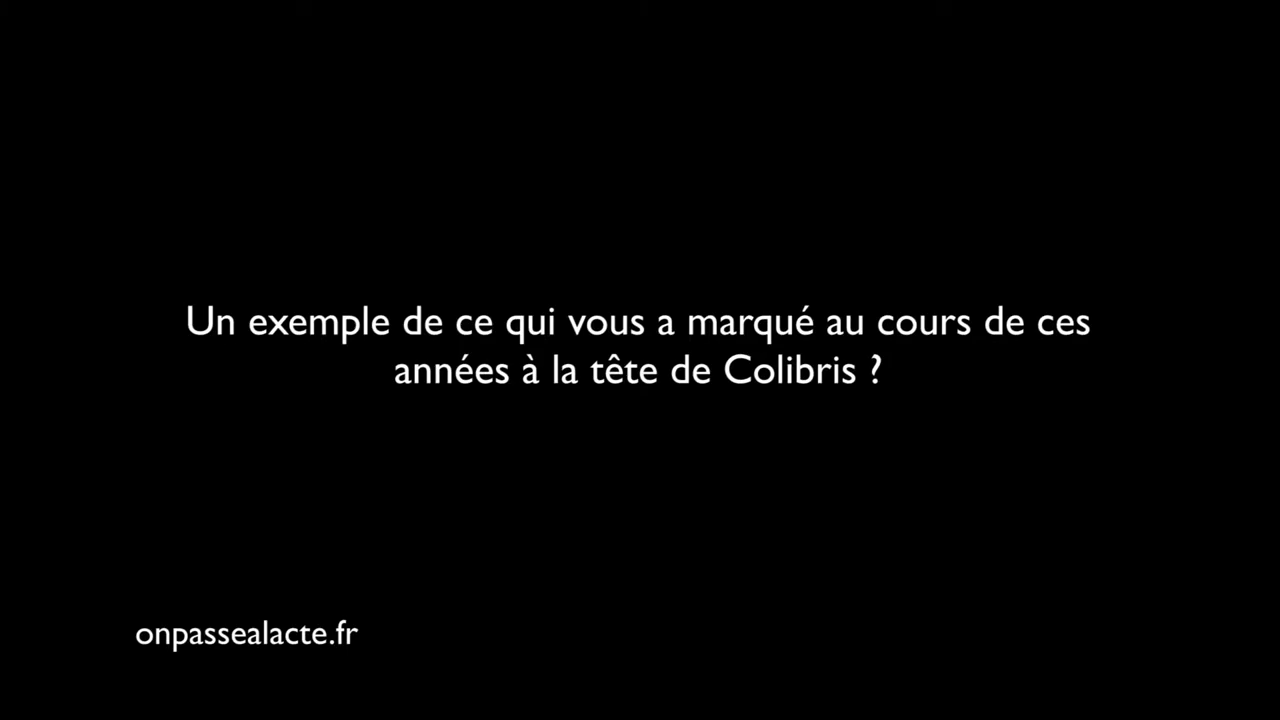 Un exemple de ce qui vous a marqué au cours de ces
années à la tête de Colibris ?
onpassealacte.fr